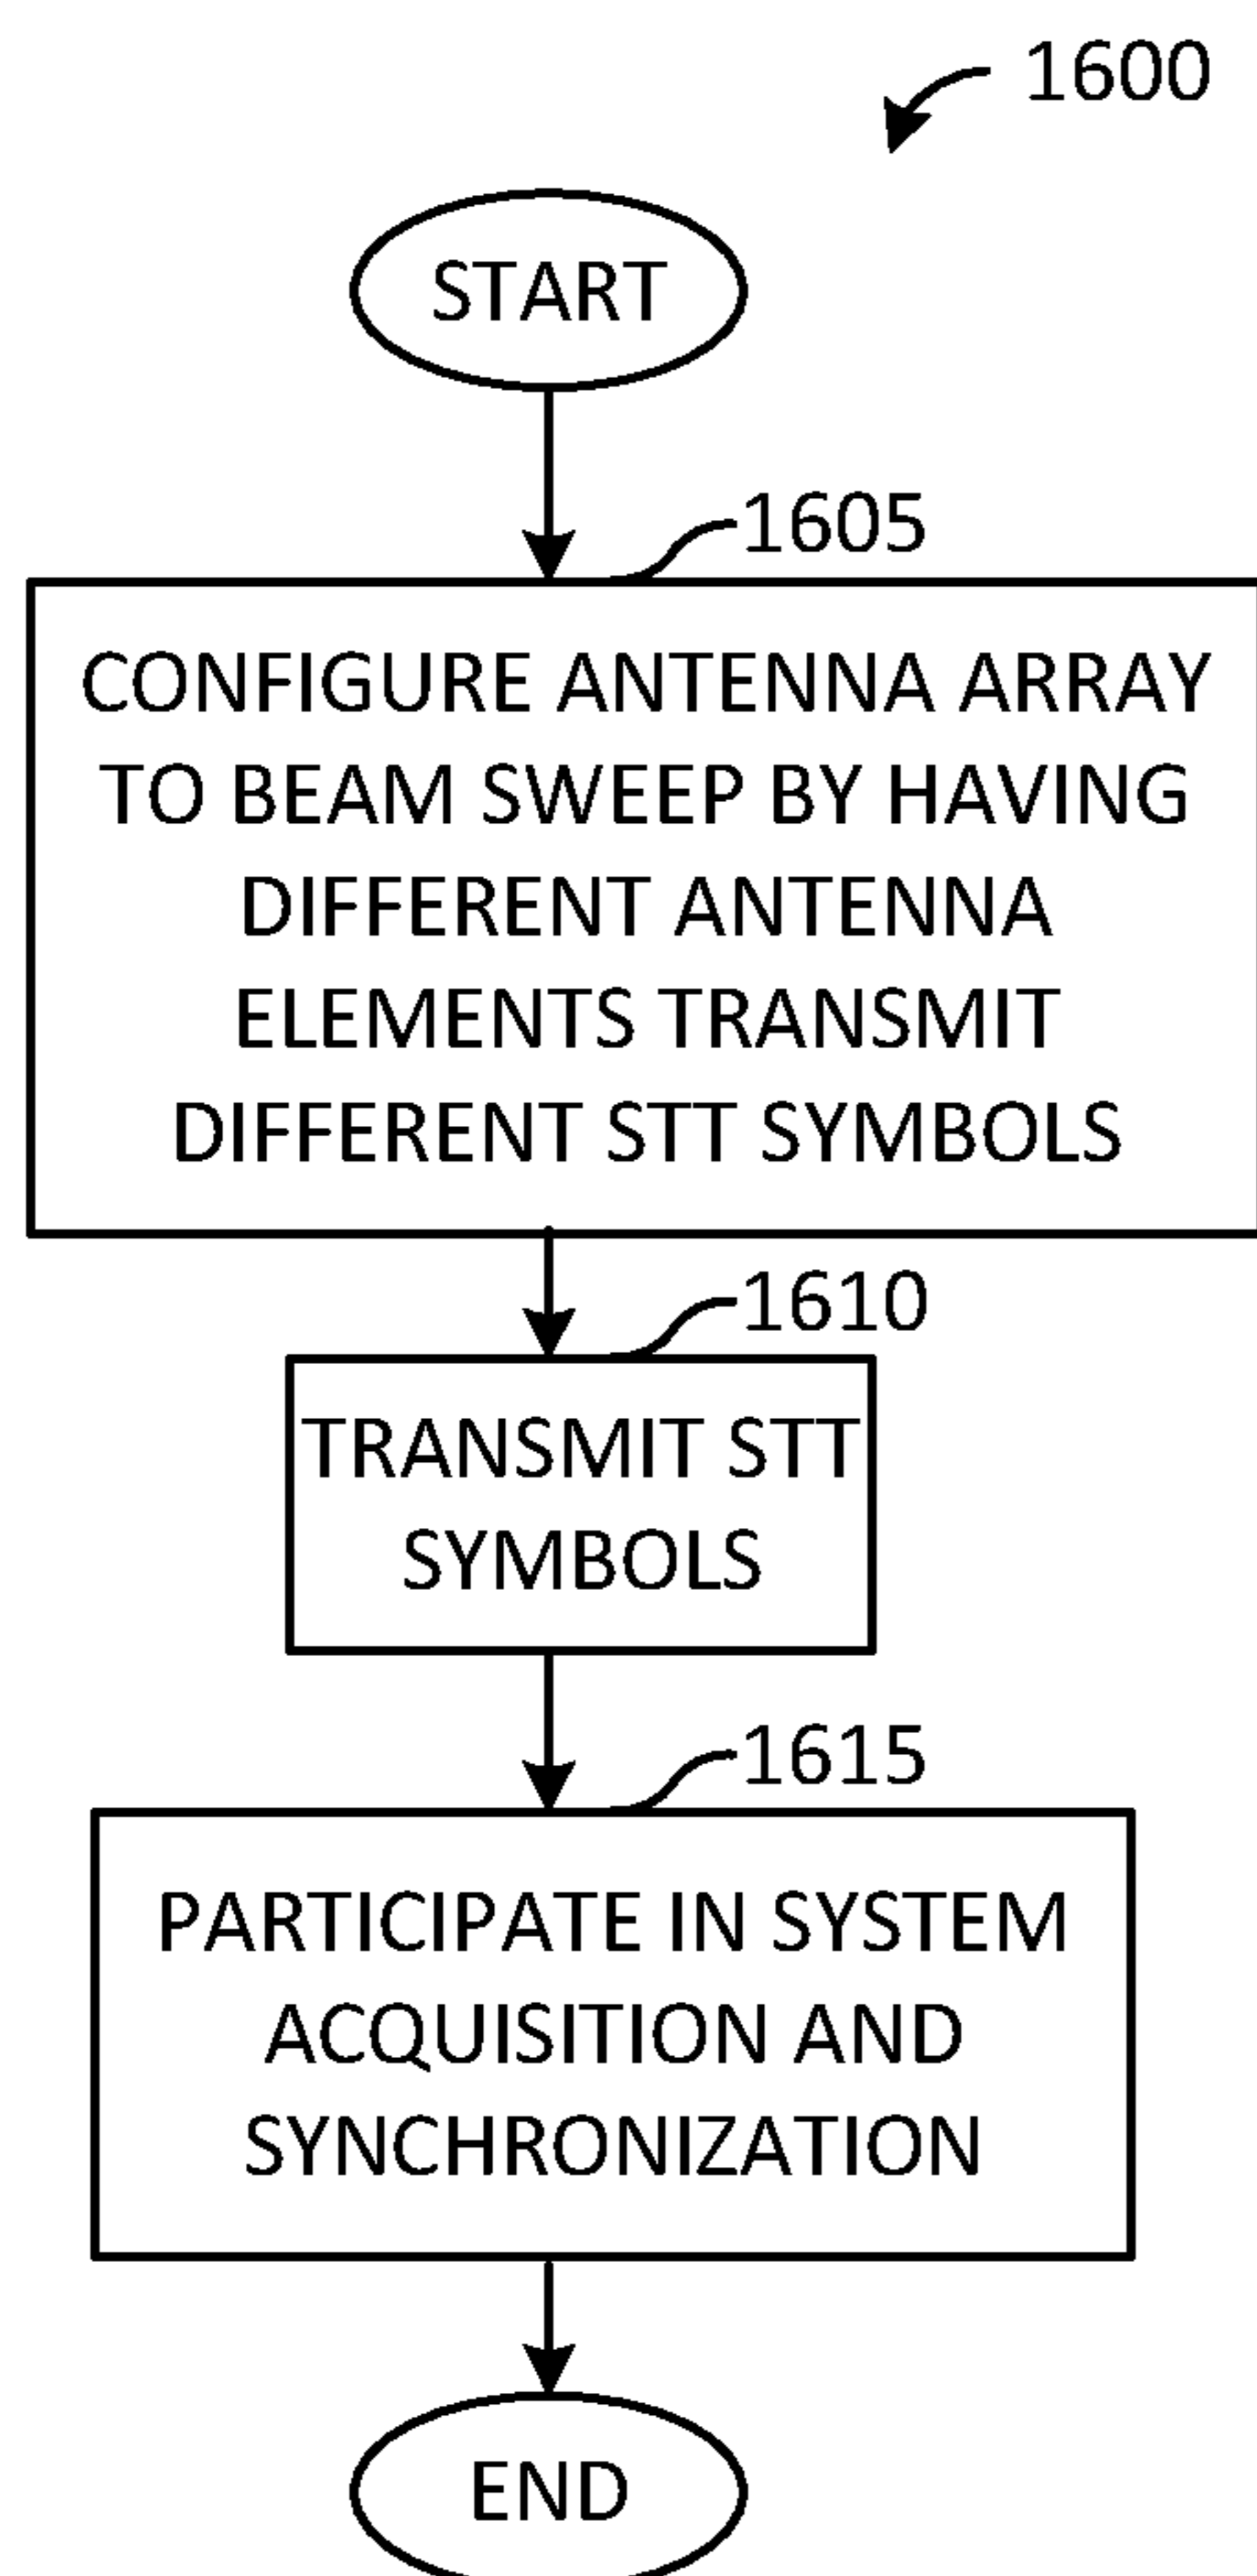 1600
START
1605
CONFIGURE ANTENNA ARRAY
TO BEAM SWEEP BY HAVING
DIFFERENT ANTENNA
ELEMENTS TRANSMIT
DIFFERENT STT SYMBOLS
1610
TRANSMIT STT
SYMBOLS
1615
PARTICIPATE IN SYSTEM
ACQUISITION AND
SYNCHRONIZATION
END